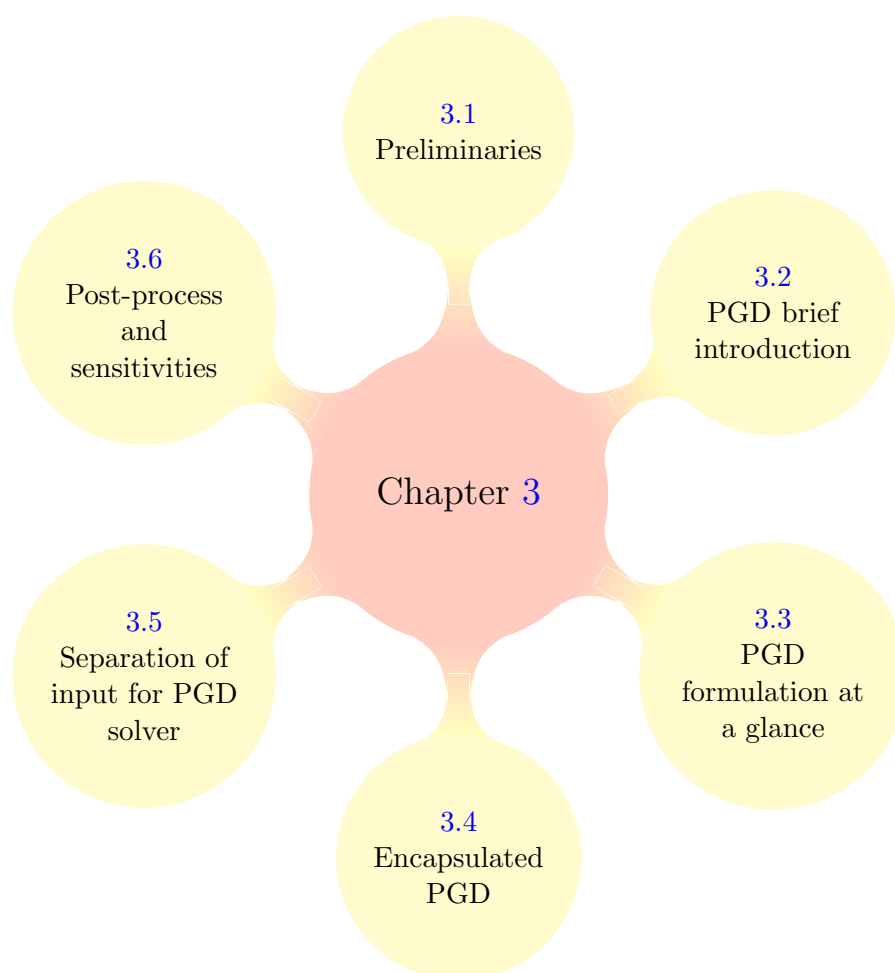 3.1
Preliminaries
3.2
PGD brief
introduction
3.3
PGD
formulation at
a glance
3.4
Encapsulated
PGD
3.5
Separation of
input for PGD
solver
3.6
Post-process
and
sensitivities
Chapter 3